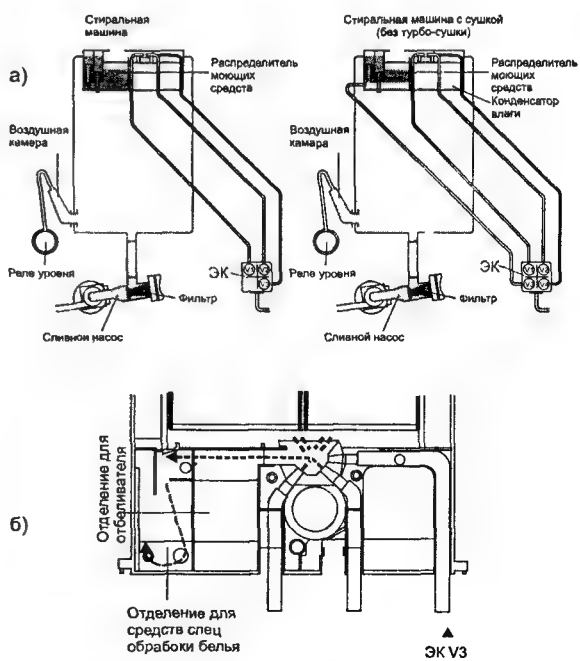 Стиральная
машина
Стиральная машина с сушкой
(без турбо-сушки)
а)
Распределитель
моющих
средств
Распределитель
моющих
средств
Конденсатор
влаги
Воздушная
камера
Воздушная
камара
Реле уровня
ЭК
Фильтр
Сливной насос
Реле уровня
ЭК
Фильтр
Сливной насос
б)
Отделение для
отбеливателя
Отделение для
средств спец
обрабоки белья
ЭК V3